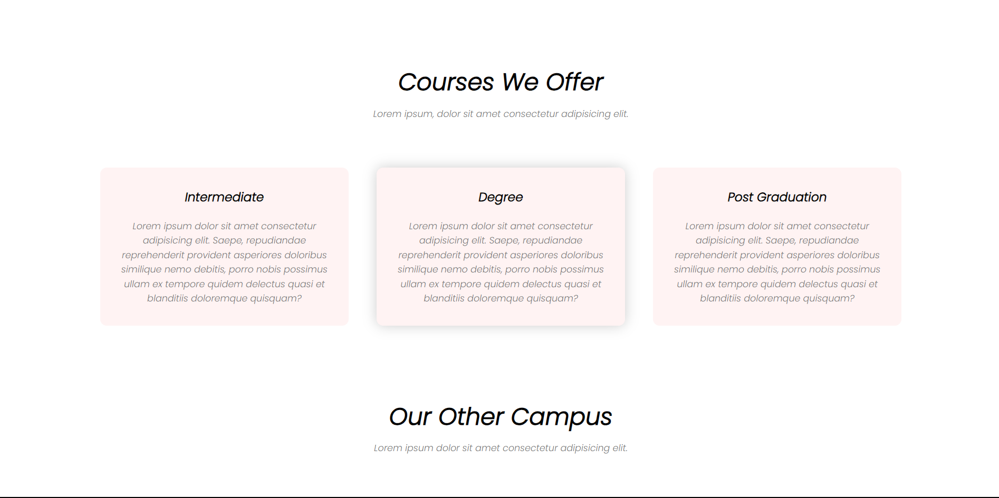 Courses We Offer
Lorem ipsum, dolor sit amet consectetur adipisicing elit.
Intermediate
Lorem ipsum dolor sit amet consectetur
adipisicing elit. Saepe, repudiandae
reprehenderit provident asperiores doloribus
similique nemo debitis, porro nobis possimus
ullam ex tempore quidem delectus quasi et
blanditiis doloremque quisquam?
Degree
Lorem ipsum dolor sit amet consectetur
adipisicing elit. Saepe, repudiandae
reprehenderit provident asperiores doloribus
similique nemo debitis, porro nobis possimus
ullam ex tempore quidem delectus quasi et
blanditiis doloremque quisquam?
Post Graduation
Lorem ipsum dolor sit amet consectetur
adipisicing elit. Saepe, repudiandae
reprehenderit provident asperiores doloribus
similique nemo debitis, porro nobis possimus
ullam ex tempore quidem delectus quasi et
blanditiis doloremque quisquam?
Our Other Campus
Lorem ipsum dolor sit amet consectetur adipisicing elit.